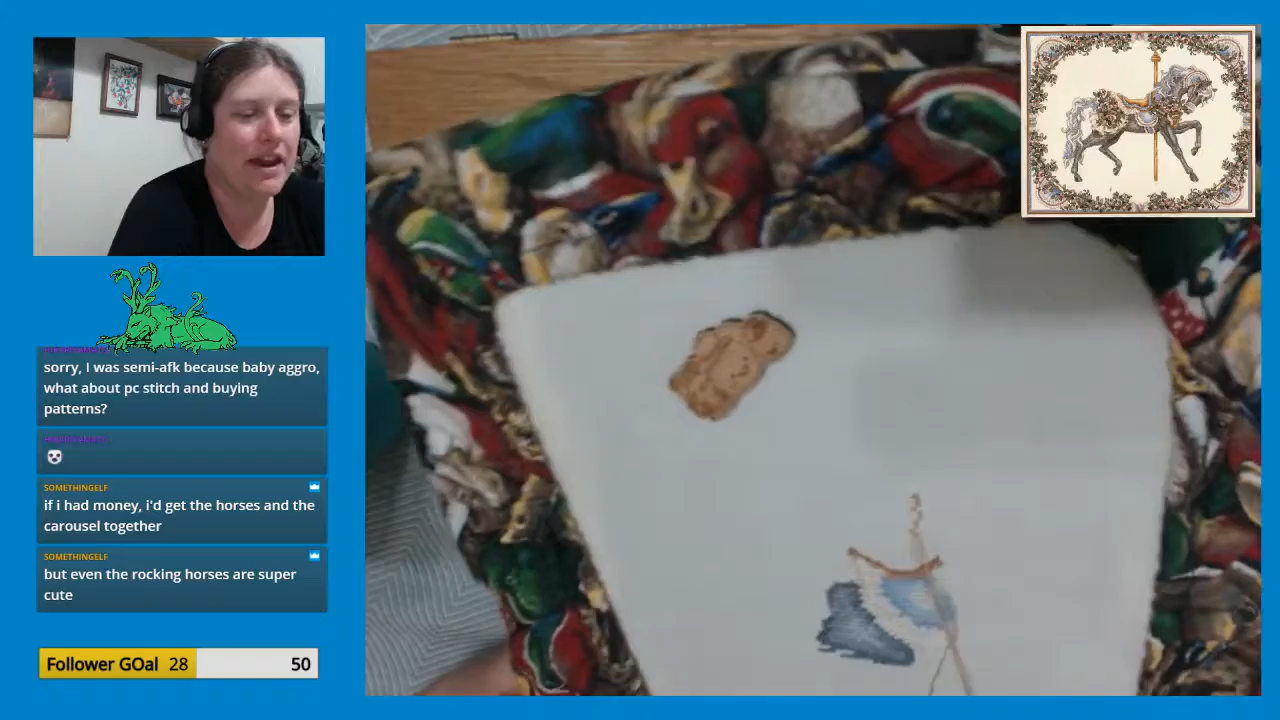 sorry, I was semi-afk because baby aggro,
what about pc stitch and buying
patterns?
SOMETHINGELF
if i had money, i'd get the horses and the
carousel together
SOMETHINGELF
but even the rocking horses are super
cute
Follower GOal 28 50